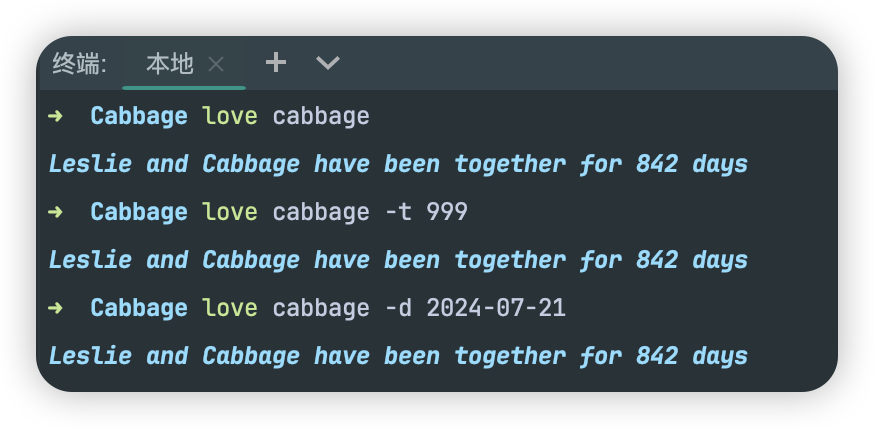 终端: 本地
➜ Cabbage love cabbage
Leslie and Cabbage have been together for 842 days
➜ Cabbage love cabbage -t 999
Leslie and Cabbage have been together for 842 days
➜ Cabbage love cabbage -d 2024-07-21
Leslie and Cabbage have been together for 842 days